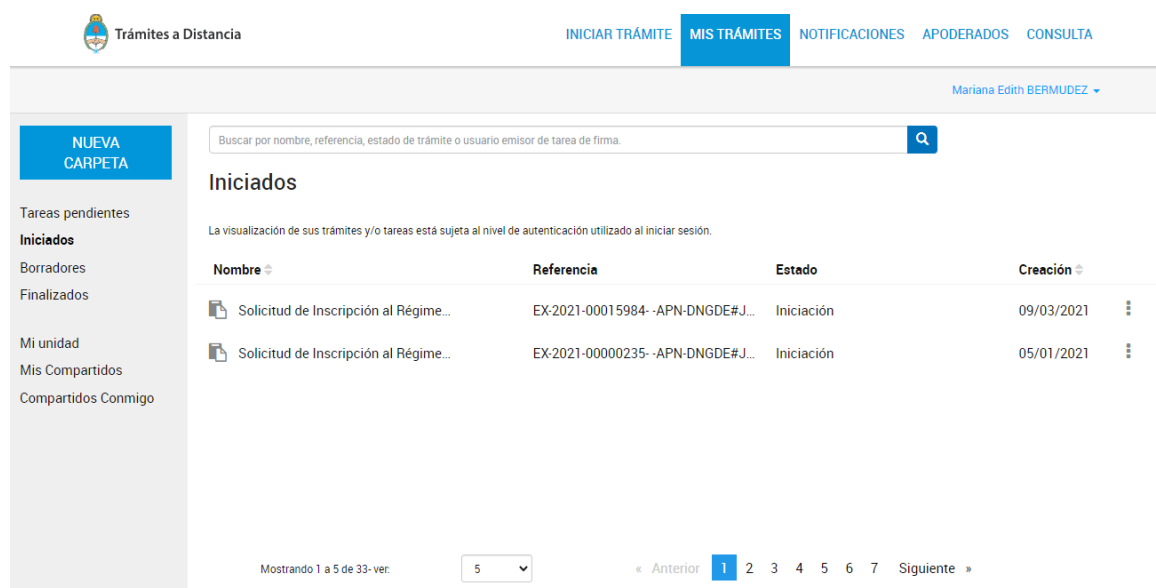 Trámites a Distancia
INICIAR TRÁMITE MIS TRÁMITES NOTIFICACIONES APODERADOS CONSULTA
Mariana Edith BERMUDEZ
NUEVA
CARPETA
Tareas pendientes
Iniciados
Borradores
Finalizados
Mi unidad
Mis Compartidos
Compartidos Conmigo
Buscar por nombre, referencia, estado de trámite o usuario emisor de tarea de firma.
Iniciados
La visualización de sus trámites y/o tareas está sujeta al nivel de autenticación utilizado al iniciar sesión.
Nombre Referencia Estado Creación
Solicitud de Inscripción al Régime... EX-2021-00015984- -APN-DNGDE#J... Iniciación 09/03/2021
Solicitud de Inscripción al Régime... EX-2021-00000235- -APN-DNGDE#J... Iniciación 05/01/2021
Mostrando 1 a 5 de 33- ver: 5 « Anterior 1 2 3 4 5 6 7 Siguiente »